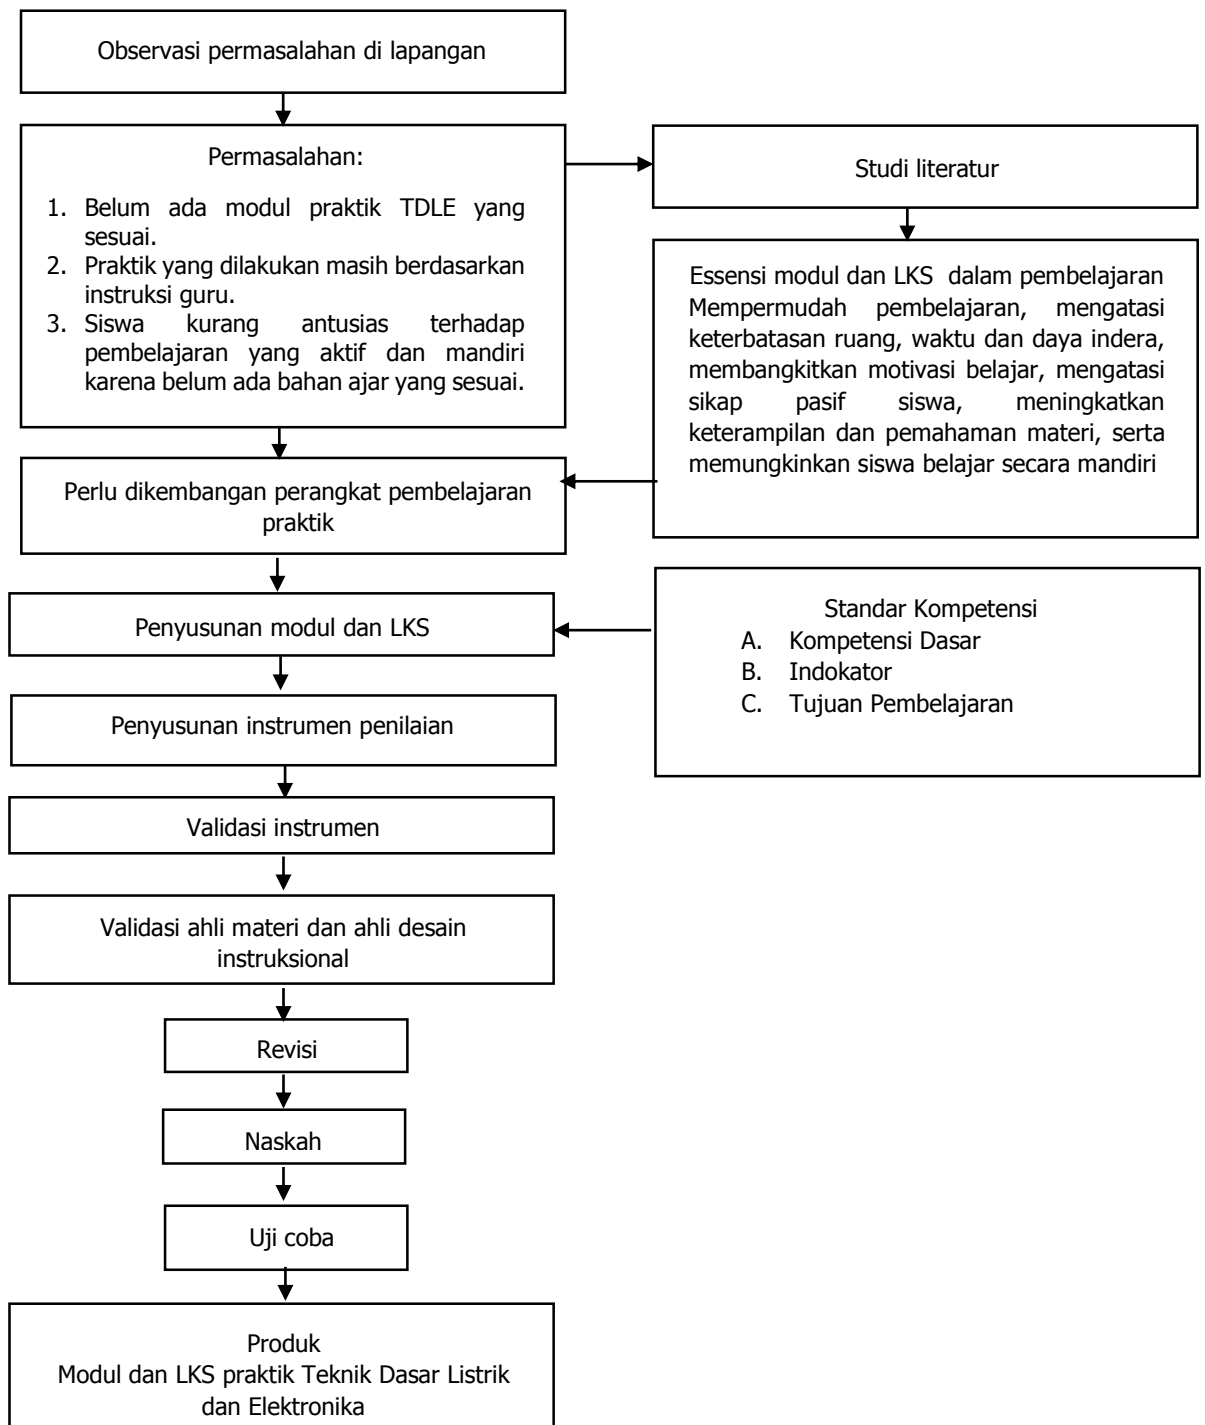 Observasi permasalahan di lapangan
Permasalahan:
1. Belum ada modul praktik TDLE yang
sesuai.
2. Praktik yang dilakukan masih berdasarkan
instruksi guru.
3. Siswa kurang antusias terhadap
pembelajaran yang aktif dan mandiri
karena belum ada bahan ajar yang sesuai.
Studi literatur
Essensi modul dan LKS dalam pembelajaran
Mempermudah pembelajaran, mengatasi
keterbatasan ruang, waktu dan daya indera,
membangkitkan motivasi belajar, mengatasi
sikap pasif siswa, meningkatkan
keterampilan dan pemahaman materi, serta
memungkinkan siswa belajar secara mandiri
Perlu dikembangan perangkat pembelajaran
praktik
Penyusunan modul dan LKS
Standar Kompetensi
A. Kompetensi Dasar
B. Indokator
C. Tujuan Pembelajaran
Penyusunan instrumen penilaian
Validasi instrumen
Validasi ahli materi dan ahli desain
instruksional
Revisi
Naskah
Uji coba
Produk
Modul dan LKS praktik Teknik Dasar Listrik
dan Elektronika